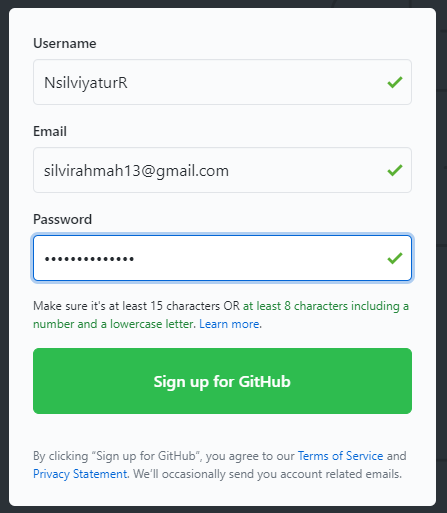 Username
NsilviyaturR
Email
silvirahmah13@gmail.com
Password
••••••••••••••
Make sure it's at least 15 characters OR at least 8 characters including a
number and a lowercase letter. Learn more.
Sign up for GitHub
By clicking “Sign up for GitHub”, you agree to our Terms of Service and
Privacy Statement. We’ll occasionally send you account related emails.